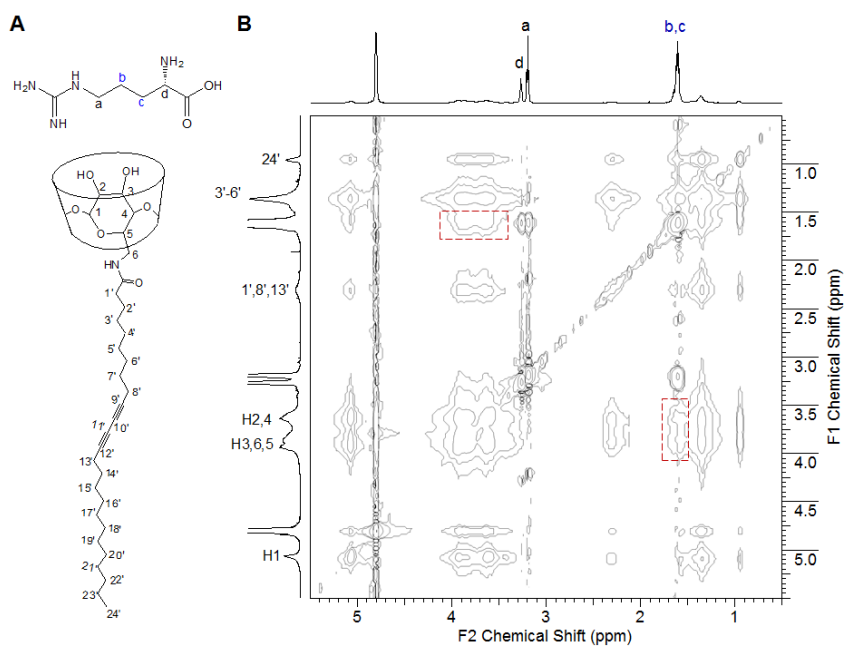 A
H₂N
H
N
NH
a
b
c
NH₂
d
OH
O
HO
OH
2
3
1
4
O
O
5
O
6
HN
O
1'
2'
3'
4'
5'
6'
7'
8'
9'
10'
11'
12'
13'
14'
15'
16'
17'
18'
19'
20'
21'
22'
23'
24'
B
a
b,c
d
24'
3'-6'
1',8',13'
H2,4
H3,6,5
H1
1.0
1.5
2.0
2.5
3.0
3.5
4.0
4.5
5.0
F1 Chemical Shift (ppm)
5 4 3 2 1
F2 Chemical Shift (ppm)